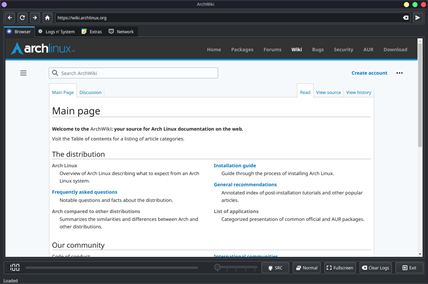 ArchWiki
https://wiki.archlinux.org
Browser Logs n' System Extras Network
archlinux
Home Packages Forums Wiki Bugs Security AUR Download
Search ArchWiki
Create account
Main Page Discussion Read View source View history
Main page
Welcome to the ArchWiki: your source for Arch Linux documentation on the web.
Visit the Table of contents for a listing of article categories.
The distribution
Arch Linux
Overview of Arch Linux describing what to expect from an Arch
Linux system.
Frequently asked questions
Notable questions and facts about the distribution.
Arch compared to other distributions
Summarizes the similarities and differences between Arch and
other distributions.
Installation guide
Guide through the process of installing Arch Linux.
General recommendations
Annotated index of post-installation tutorials and other popular
articles.
List of applications
Categorized presentation of common official and AUR packages.
Our community
Code of conduct
International communities
100
SRC Normal Fullscreen Clear Logs Exit
Loaded